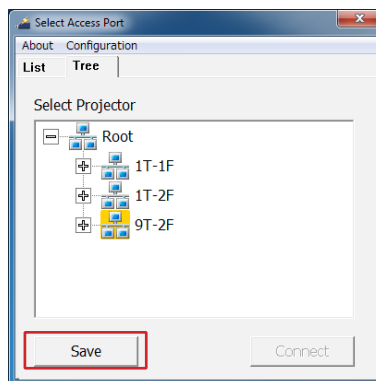 Select Access Port
About Configuration
List Tree
Select Projector
Root
1T-1F
1T-2F
9T-2F
Save Connect